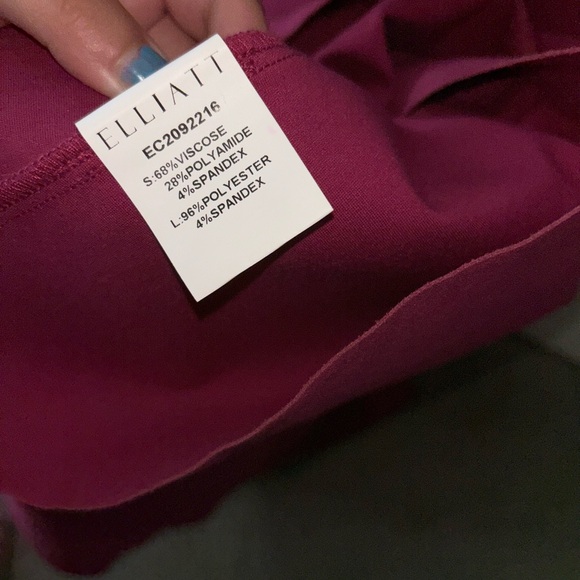 ELLIATT
EC2092216
S:68%VISCOSE
28%POLYAMIDE
4%SPANDEX
L:96%POLYESTER
4%SPANDEX